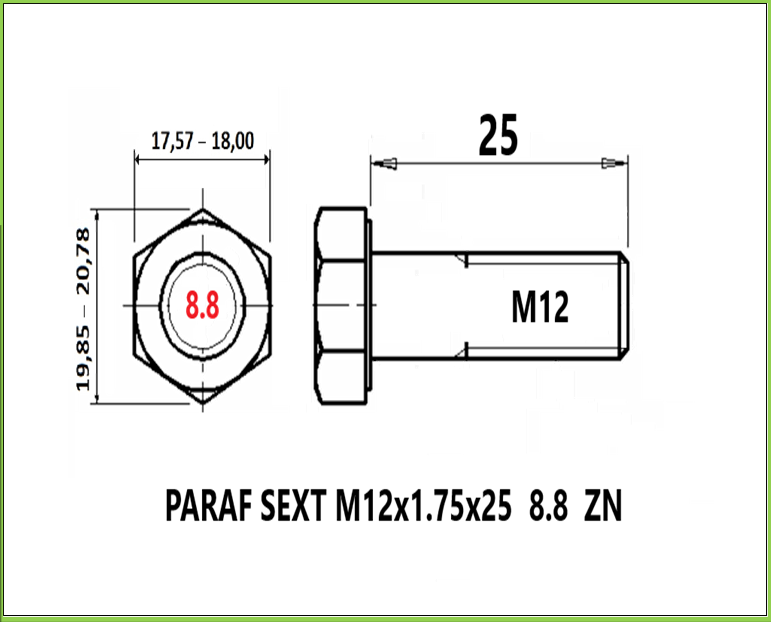 17,57 – 18,00
25
19,85 – 20,78
8.8
M12
PARAF SEXT M12x1.75x25 8.8 ZN